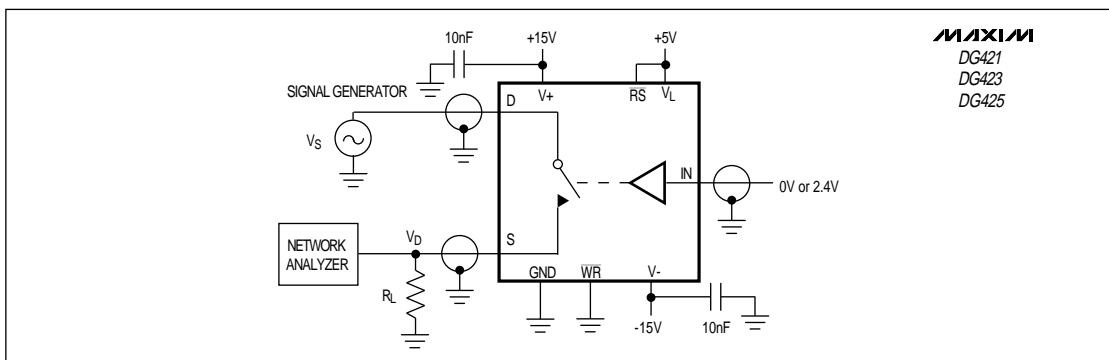 MAXIM
DG421
DG423
DG425
10nF
+15V
+5V
SIGNAL GENERATOR
D
V+
RS
VL
VS
IN
0V or 2.4V
NETWORK
ANALYZER
VD
S
RL
GND
WR
V-
-15V
10nF